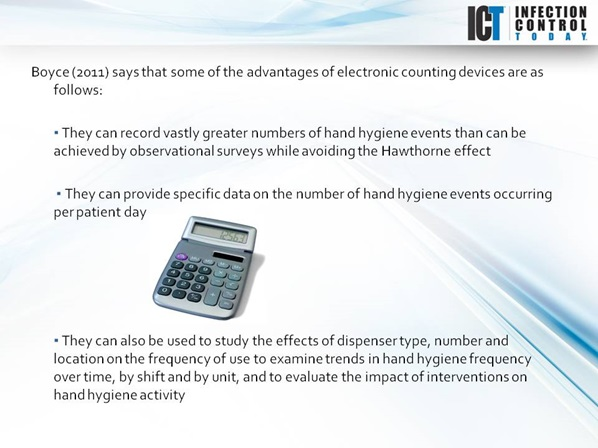 ICT INFECTION
CONTROL
TODAY
Boyce (2011) says that some of the advantages of electronic counting devices are as
follows:
▪ They can record vastly greater numbers of hand hygiene events than can be
achieved by observational surveys while avoiding the Hawthorne effect
▪ They can provide specific data on the number of hand hygiene events occurring
per patient day
▪ They can also be used to study the effects of dispenser type, number and
location on the frequency of use to examine trends in hand hygiene frequency
over time, by shift and by unit, and to evaluate the impact of interventions on
hand hygiene activity